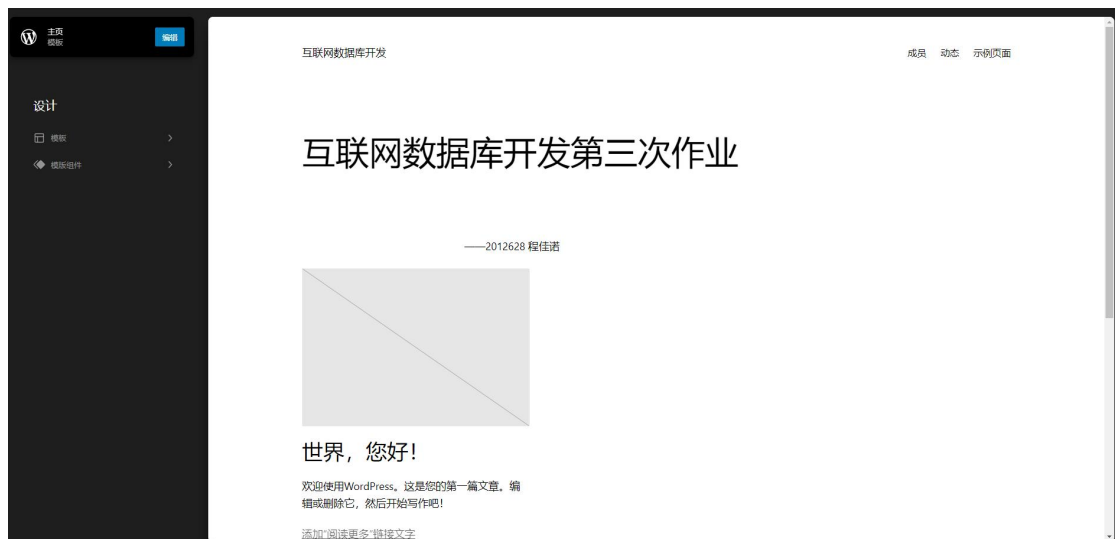 主页
模板
编辑
设计
模板
模版组件
互联网数据库开发
成员 动态 示例页面
互联网数据库开发第三次作业
——2012628 程佳诺
世界，您好！
欢迎使用WordPress。这是您的第一篇文章。编
辑或删除它，然后开始写作吧！
添加“阅读更多”链接文字